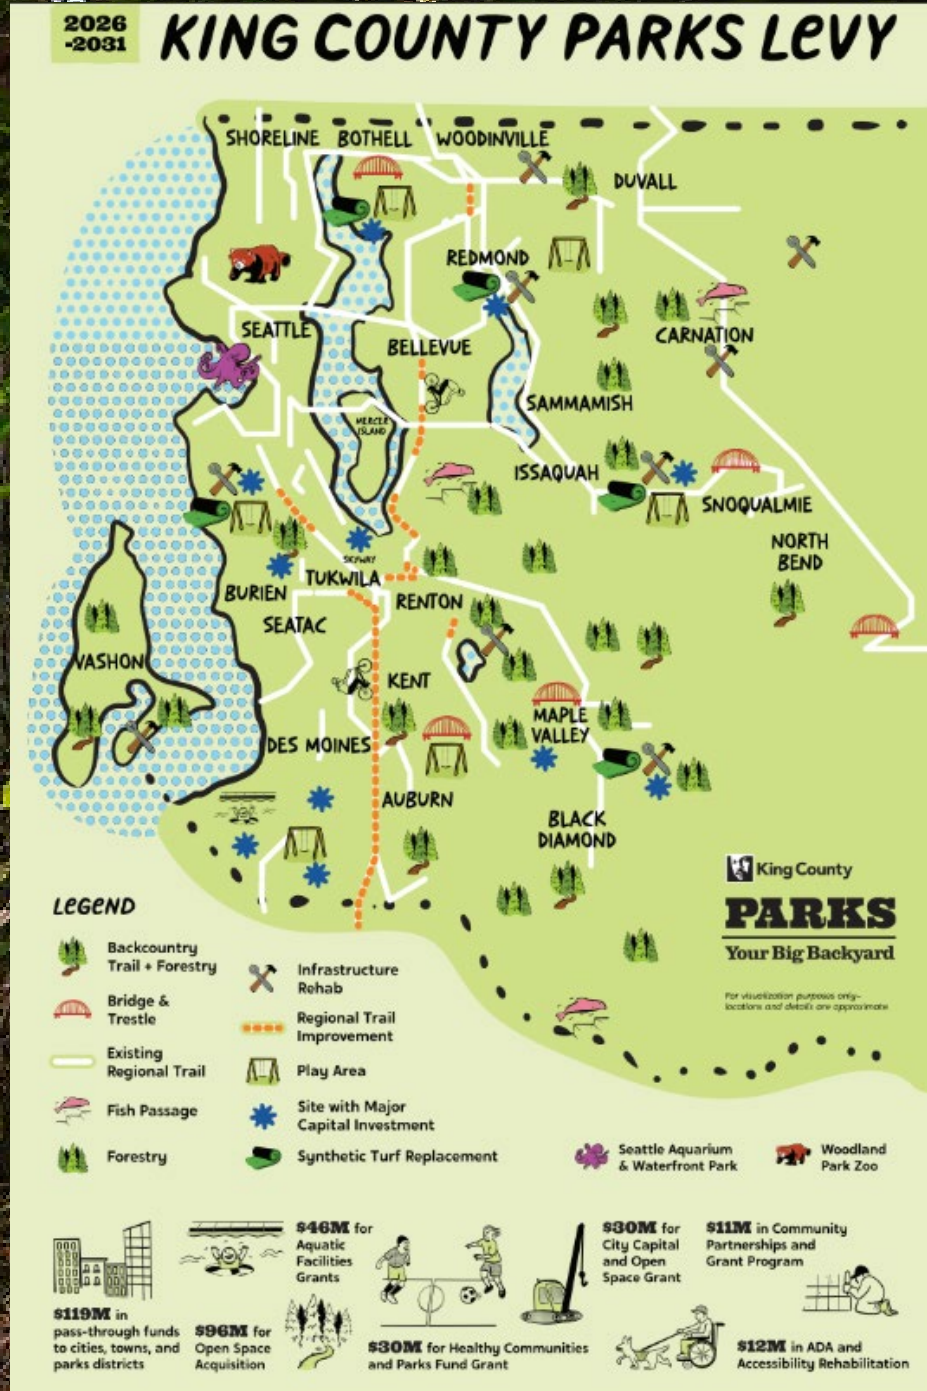 2026
-2031
KING COUNTY PARKS LEVY
SHORELINE
BOTHELL
WOODINVILLE
DUVALL
REDMOND
SEATTLE
BELLEVUE
CARNATION
MERCER
ISLAND
SAMMAMISH
ISSAQUAH
SNOQUALMIE
NORTH
BEND
SKYWAY
TUKWILA
BURIEN
RENTON
SEATAC
VASHON
KENT
MAPLE
VALLEY
DES MOINES
AUBURN
BLACK
DIAMOND
King County
PARKS
Your Big Backyard
For visualization purposes only-
locations and details are approximate.
LEGEND
Backcountry
Trail + Forestry
Bridge &
Trestle
Existing
Regional Trail
Fish Passage
Forestry
Infrastructure
Rehab
Regional Trail
Improvement
Play Area
Site with Major
Capital Investment
Synthetic Turf Replacement
Seattle Aquarium
& Waterfront Park
Woodland
Park Zoo
$119M in
pass-through funds
to cities, towns, and
parks districts
$96M for
Open Space
Acquisition
$46M for
Aquatic
Facilities
Grants
$30M for Healthy Communities
and Parks Fund Grant
$30M for
City Capital
and Open
Space Grant
$11M in Community
Partnerships and
Grant Program
$12M in ADA and
Accessibility Rehabilitation